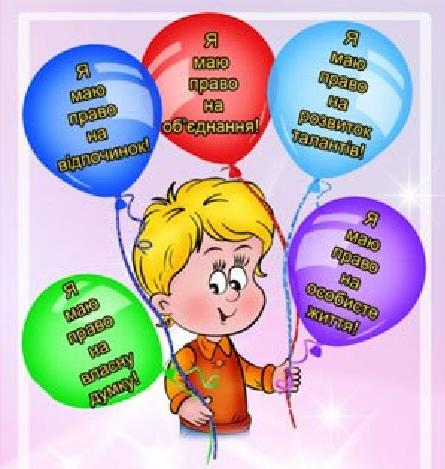 Я
маю
право
на
відпочинок!
Я
маю
право
на
об'єднання!
Я
маю
право
на
розвиток
талантів!
Я
маю
право
на
власну
думку!
Я
маю
право
на
особисте
життя!